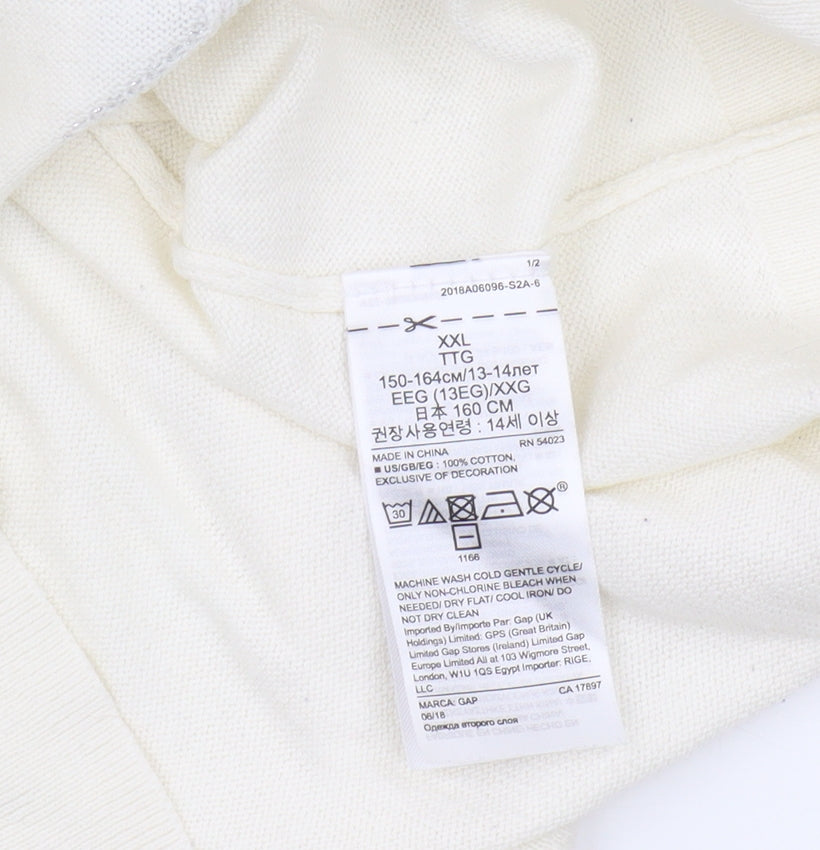 1/2
2018A06096-S2A-6
XXL
TTG
150-164см/13-14лет
EEG (13EG)/XXG
日本 160 CM
권장사용연령 : 14세 이상
MADE IN CHINA RN 54023
■ US/GB/EG : 100% COTTON,
EXCLUSIVE OF DECORATION
30 ®
1166
MACHINE WASH COLD GENTLE CYCLE/
ONLY NON-CHLORINE BLEACH WHEN
NEEDED/ DRY FLAT/ COOL IRON/ DO
NOT DRY CLEAN
Imported By/Importe Par: Gap (UK
Holdings) Limited: GPS (Great Britain)
Limited Gap Stores (Ireland) Limited Gap
Europe Limited All at 103 Wigmore Street,
London, W1U 1QS Egypt Importer: RIGE,
LLC
MARCA: GAP CA 17897
06/18
Одежда второго слоя